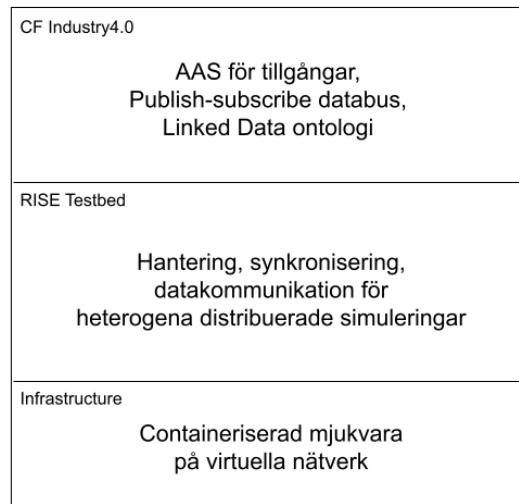 CF Industry4.0
AAS för tillgångar,
Publish-subscribe databus,
Linked Data ontologi
RISE Testbed
Hantering, synkronisering,
datakommunikation för
heterogena distribuerade simuleringar
Infrastructure
Containeriserad mjukvara
på virtuella nätverk